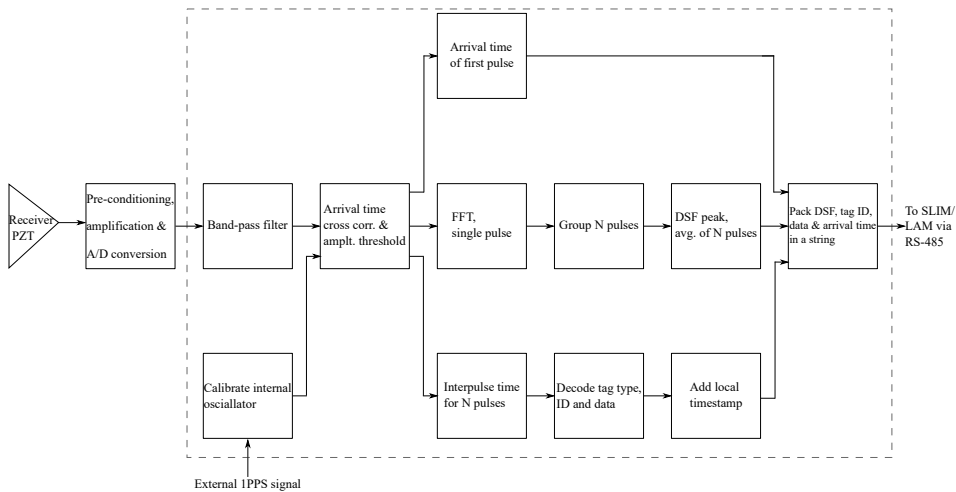 Arrival time
of first pulse
Receiver
PZT
Pre-conditioning,
amplification &
A/D conversion
Band-pass filter
Arrival time
cross corr. &
amplt. threshold
FFT,
single pulse
Group N pulses
DSF peak,
avg. of N pulses
Pack DSF, tag ID,
data & arrival time
in a string
To SLIM/
LAM via
RS-485
Calibrate internal
osciallator
Interpulse time
for N pulses
Decode tag type,
ID and data
Add local
timestamp
External 1PPS signal